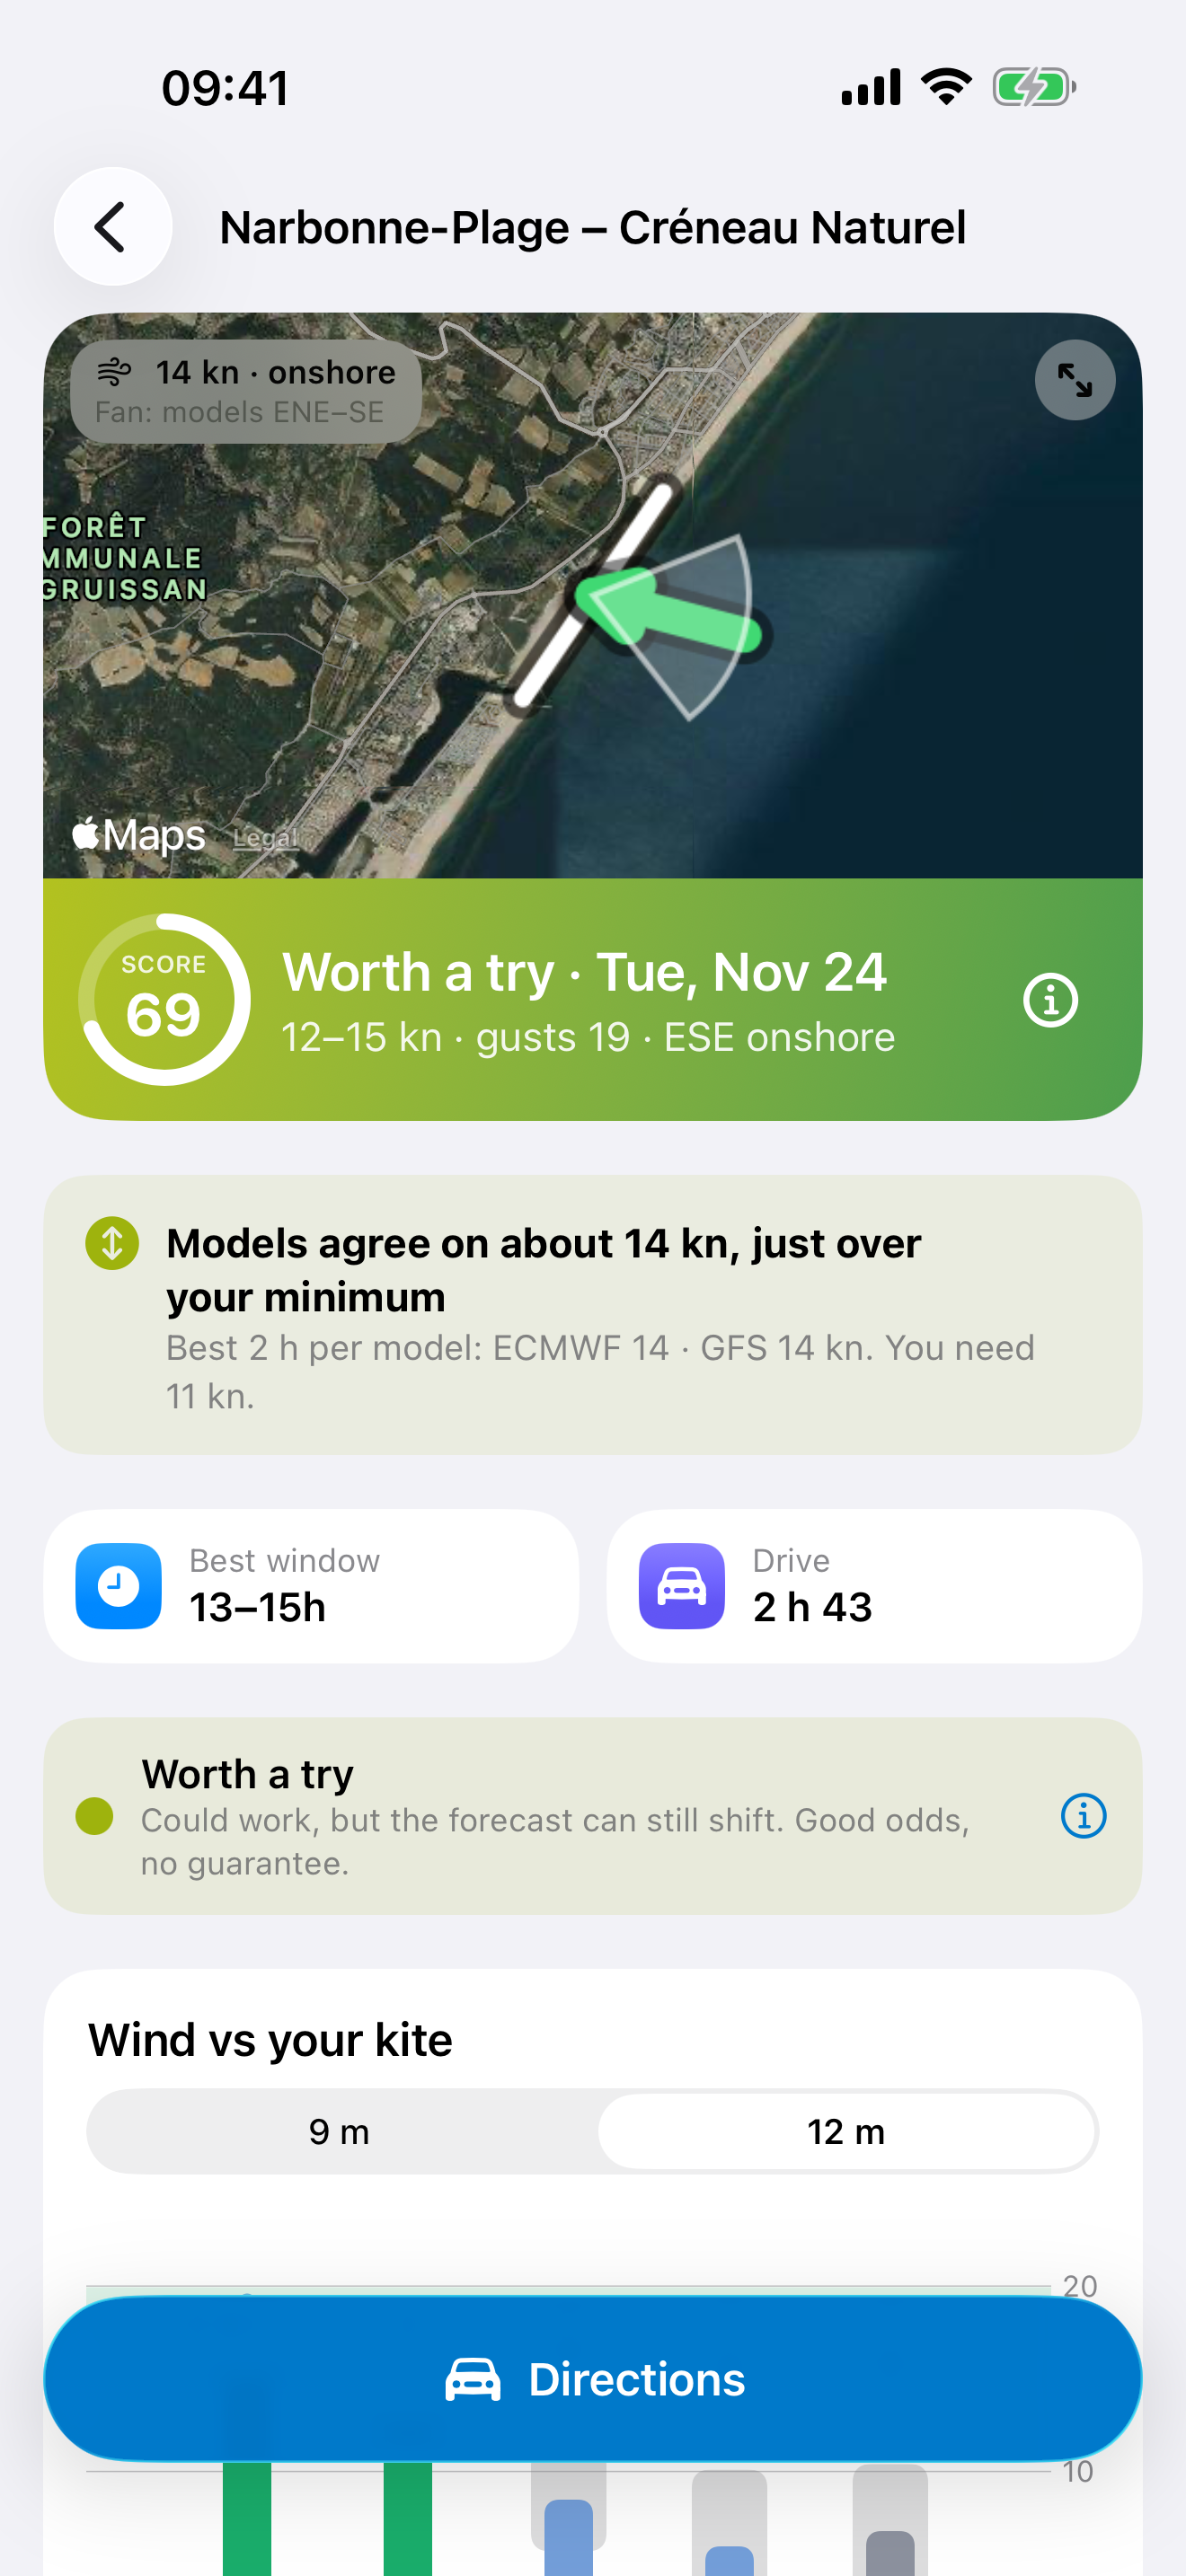 09:41
Narbonne-Plage – Créneau Naturel
14 kn · onshore
Fan: models ENE–SE
FORÊT
MMUNALE
GRUISSAN
Maps Legal
SCORE
69
Worth a try · Tue, Nov 24
12–15 kn · gusts 19 · ESE onshore
Models agree on about 14 kn, just over
your minimum
Best 2 h per model: ECMWF 14 · GFS 14 kn. You need
11 kn.
Best window
13–15h
Drive
2 h 43
Worth a try
Could work, but the forecast can still shift. Good odds,
no guarantee.
Wind vs your kite
9 m
12 m
20
Directions
10